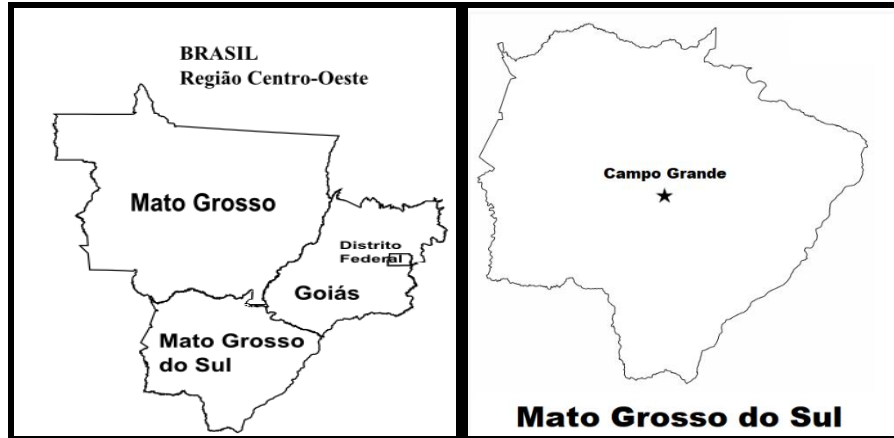 BRASIL
Região Centro-Oeste
Mato Grosso
Distrito
Federal
Goiás
Mato Grosso
do Sul
Campo Grande
Mato Grosso do Sul